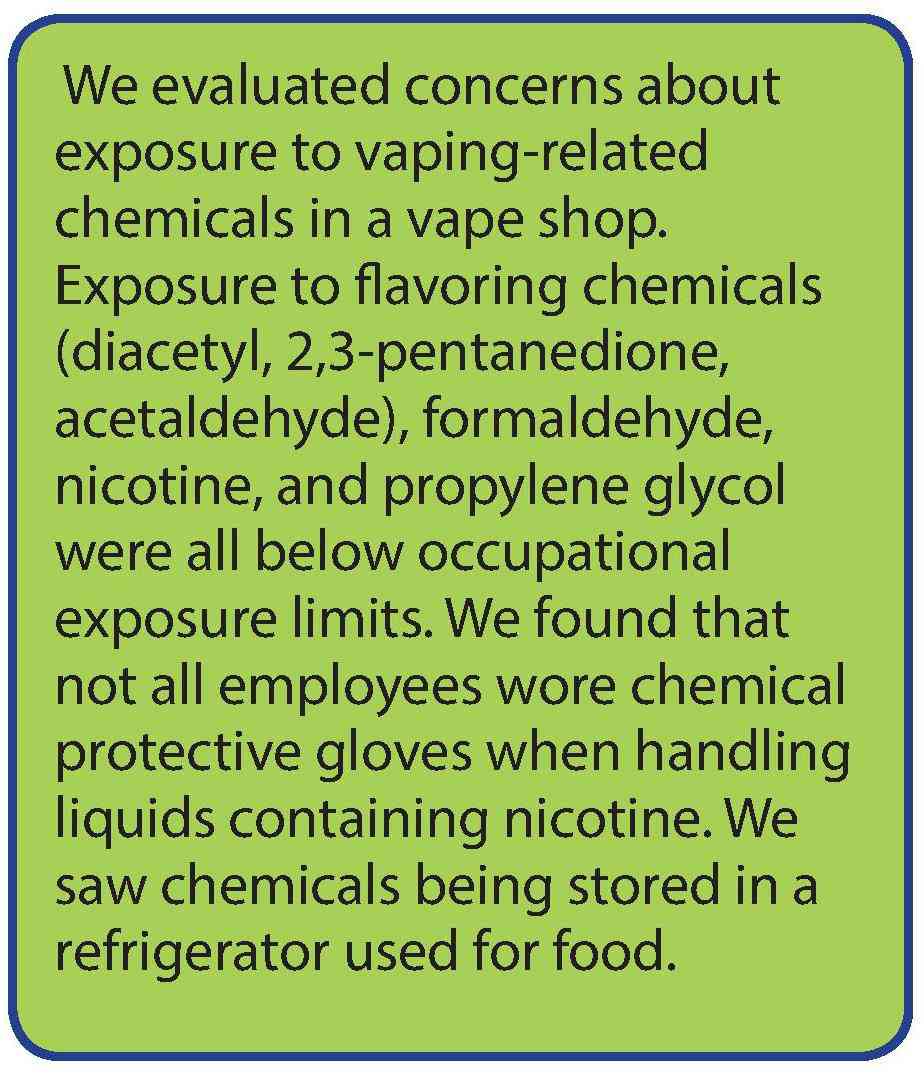 We evaluated concerns about
exposure to vaping-related
chemicals in a vape shop.
Exposure to flavoring chemicals
(diacetyl, 2,3-pentanedione,
acetaldehyde), formaldehyde,
nicotine, and propylene glycol
were all below occupational
exposure limits. We found that
not all employees wore chemical
protective gloves when handling
liquids containing nicotine. We
saw chemicals being stored in a
refrigerator used for food.